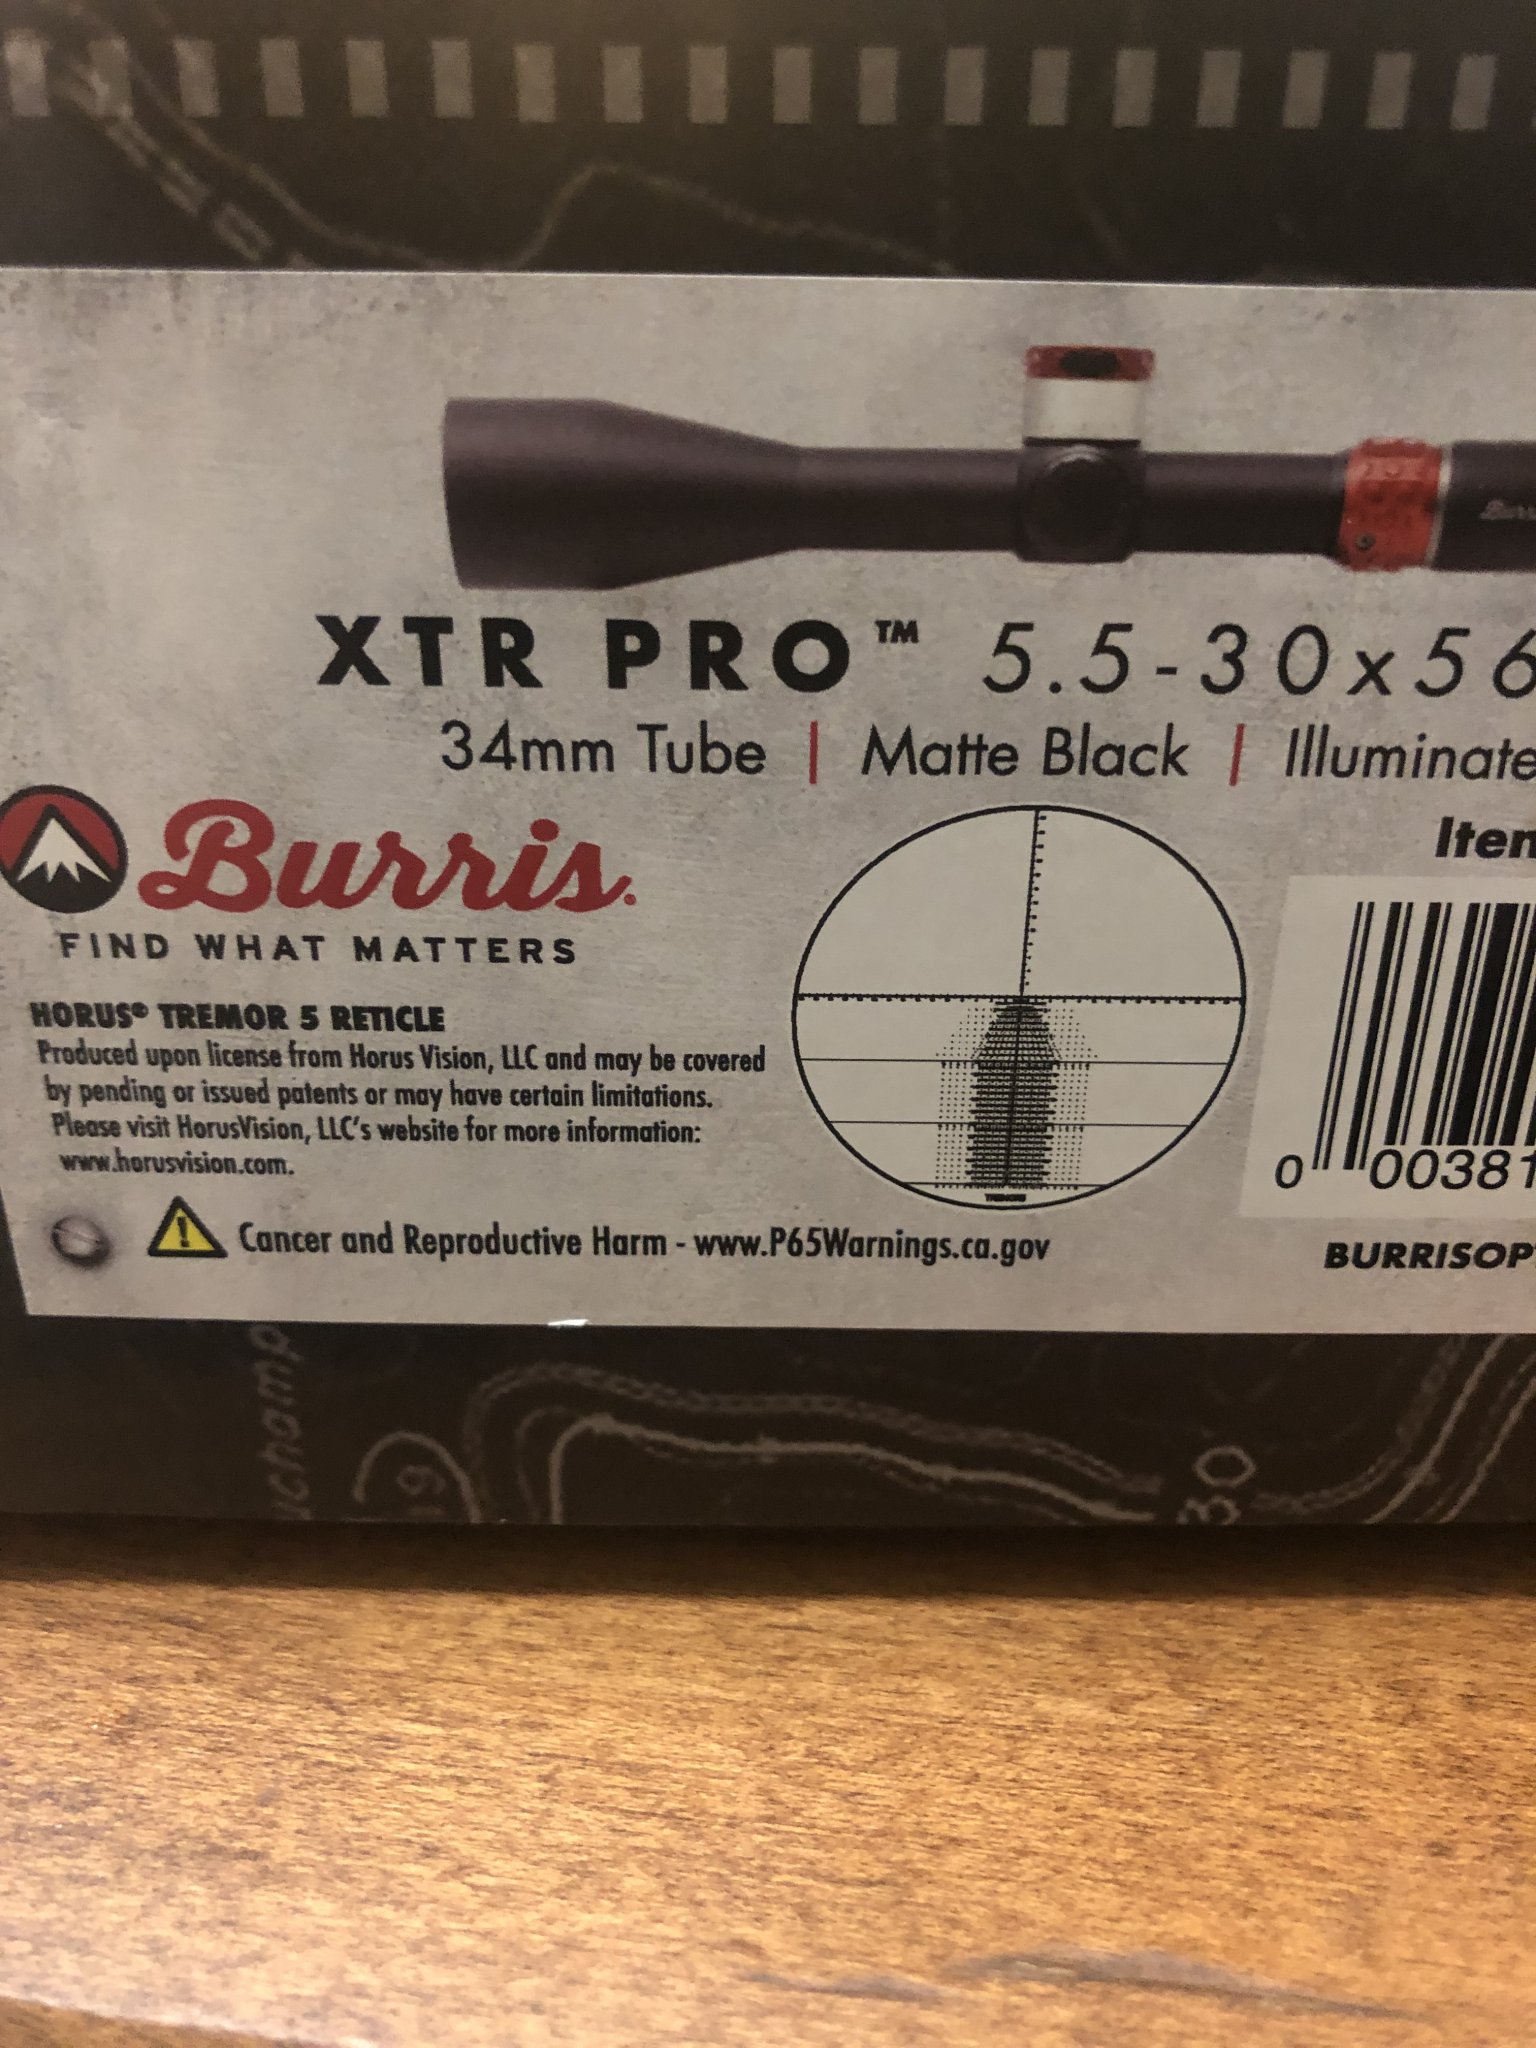 XTR PRO™ 5.5-30x56
34mm Tube | Matte Black | Illuminate
Burris
FIND WHAT MATTERS
Item
HORUS® TREMOR 5 RETICLE
Produced upon license from Horus Vision, LLC and may be covered
by pending or issued patents or may have certain limitations.
Please visit HorusVision, LLC's website for more information:
www.horusvision.com.
TREMOR5
0 00381
Cancer and Reproductive Harm - www.P65Warnings.ca.gov
BURRISOPT
30